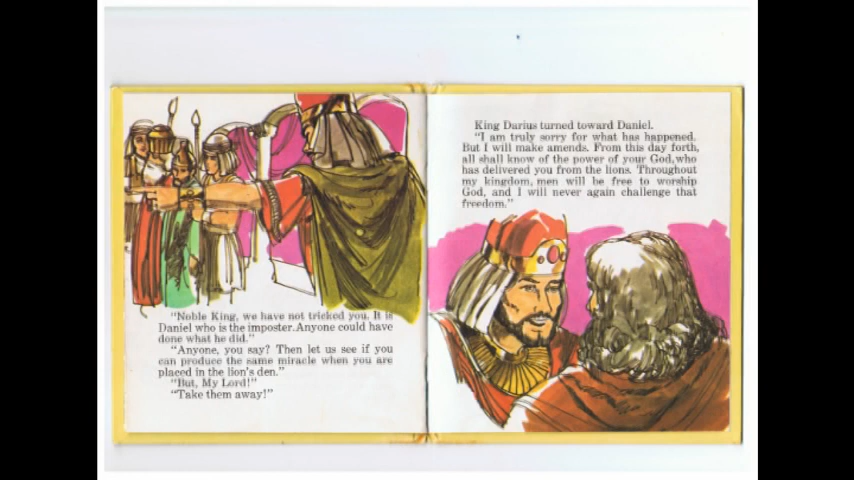 "Noble King, we have not tricked you. It is
Daniel who is the imposter. Anyone could have
done what he did."
"Anyone, you say? Then let us see if you
can produce the same miracle when you are
placed in the lion's den."
"But, My Lord!"
"Take them away!"
King Darius turned toward Daniel.
"I am truly sorry for what has happened.
But I will make amends. From this day forth,
all shall know of the power of your God, who
has delivered you from the lions. Throughout
my kingdom, men will be free to worship
God, and I will never again challenge that
freedom."